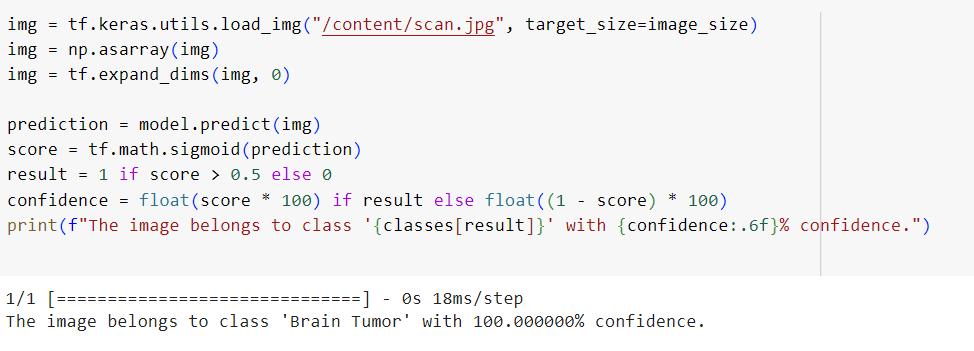 img = tf.keras.utils.load_img("/content/scan.jpg", target_size=image_size)
img = np.asarray(img)
img = tf.expand_dims(img, 0)
prediction = model.predict(img)
score = tf.math.sigmoid(prediction)
result = 1 if score > 0.5 else 0
confidence = float(score * 100) if result else float((1 - score) * 100)
print(f"The image belongs to class '{classes[result]}' with {confidence:.6f}% confidence.")
1/1 [==============================] - 0s 18ms/step
The image belongs to class 'Brain Tumor' with 100.000000% confidence.